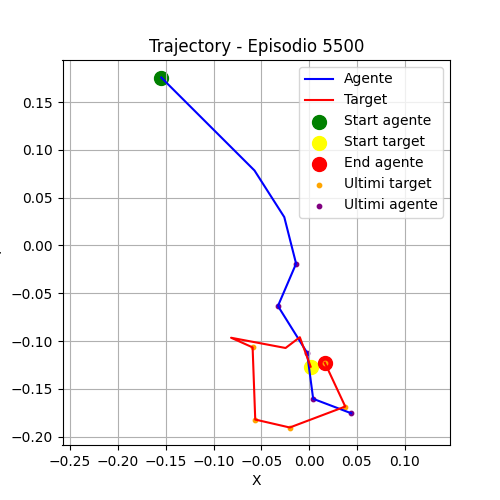 Trajectory - Episodio 5500
Agente
Target
Start agente
Start target
End agente
Ultimi target
Ultimi agente
0.15
0.10
0.05
0.00
−0.05
−0.10
−0.15
−0.20
−0.25
−0.20
−0.15
−0.10
−0.05
0.00
0.05
0.10
X